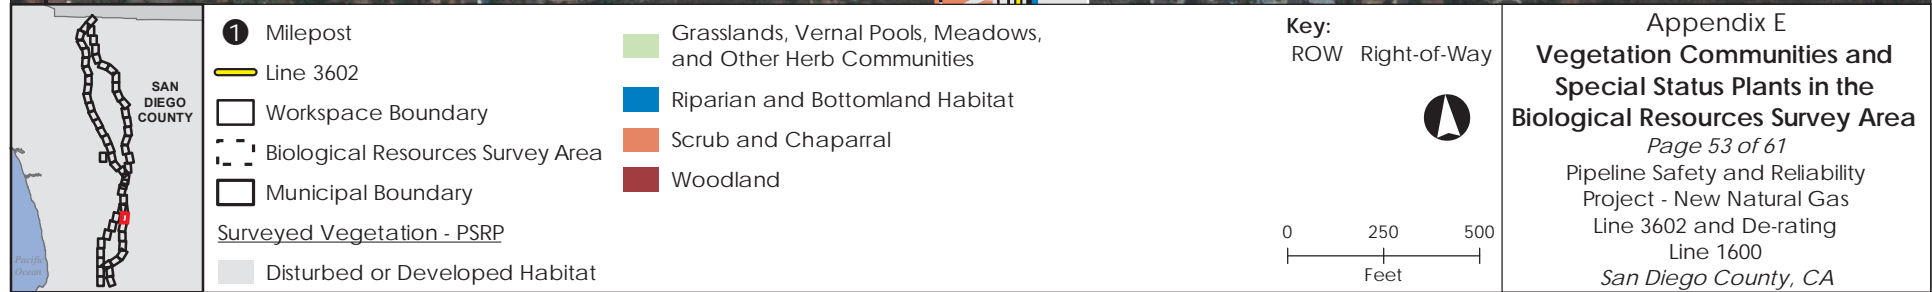 SAN
DIEGO
COUNTY
Pacific
Ocean
1 Milepost
Line 3602
Workspace Boundary
Biological Resources Survey Area
Municipal Boundary
Surveyed Vegetation - PSRP
Disturbed or Developed Habitat
Grasslands, Vernal Pools, Meadows,
and Other Herb Communities
Riparian and Bottomland Habitat
Scrub and Chaparral
Woodland
Key:
ROW Right-of-Way
0 250 500
Feet
Appendix E
Vegetation Communities and
Special Status Plants in the
Biological Resources Survey Area
Page 53 of 61
Pipeline Safety and Reliability
Project - New Natural Gas
Line 3602 and De-rating
Line 1600
San Diego County, CA